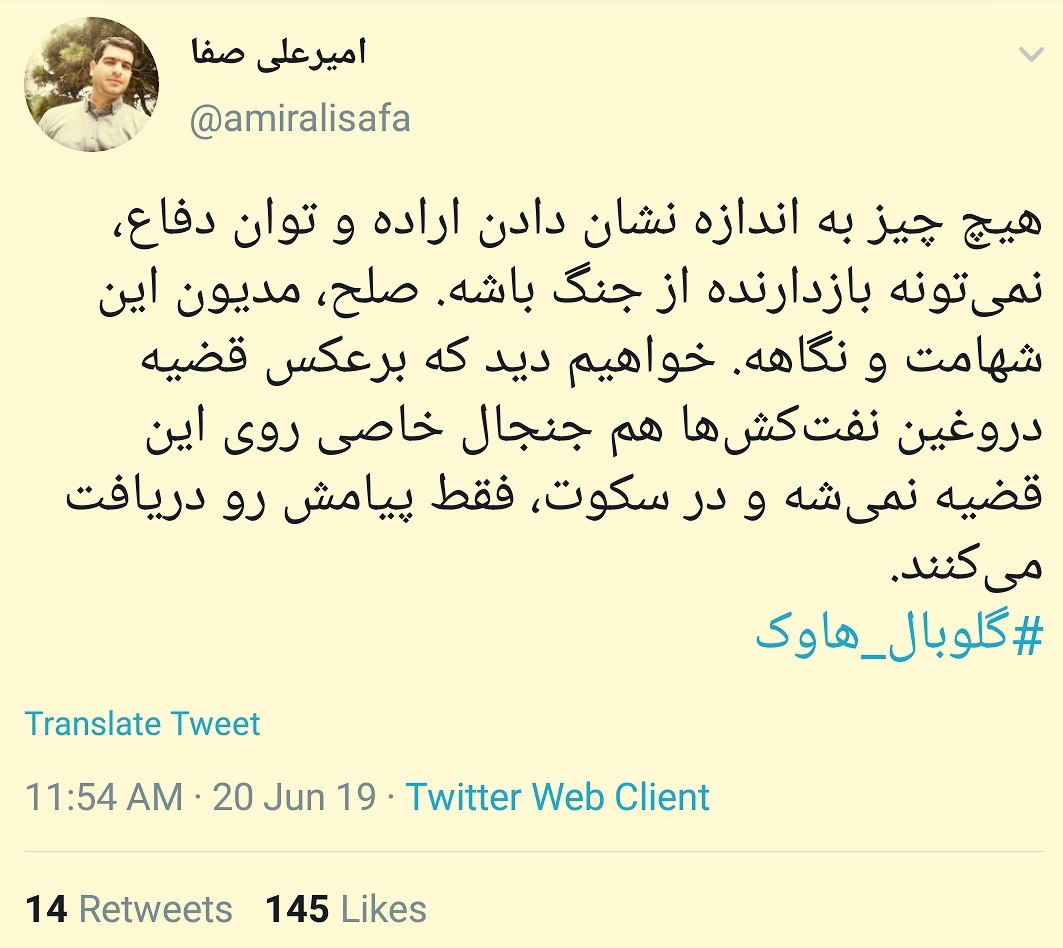 امیرعلی صفا
@amiralisafa
هیچ چیز به اندازه نشان دادن اراده و توان دفاع،
نمی‌تونه بازدارنده از جنگ باشه. صلح، مدیون این
شهامت و نگاهه. خواهیم دید که برعکس قضیه
دروغین نفت‌کش‌ها هم جنجال خاصی روی این
قضیه نمی‌شه و در سکوت، فقط پیامش رو دریافت
می‌کنند.
#گلوبال_هاوک
Translate Tweet
11:54 AM · 20 Jun 19 · Twitter Web Client
14 Retweets 145 Likes